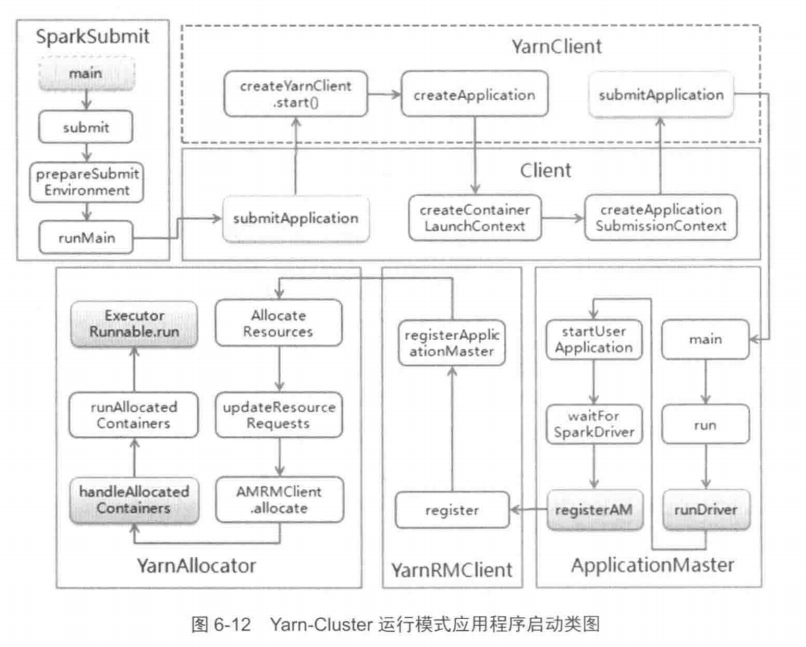 SparkSubmit
main
submit
prepareSubmit
Environment
runMain
YarnClient
createYarnClient
.start()
createApplication
submitApplication
Client
submitApplication
createContainer
LaunchContext
createApplication
SubmissionContext
Executor
Runnable.run
runAllocated
Containers
handleAllocated
Containers
Allocate
Resources
updateResource
Requests
AMRMClient
.allocate
YarnAllocator
registerApplic
ationMaster
register
YarnRMClient
startUser
Application
waitFor
SparkDriver
registerAM
main
run
runDriver
ApplicationMaster
图 6-12 Yarn-Cluster 运行模式应用程序启动类图